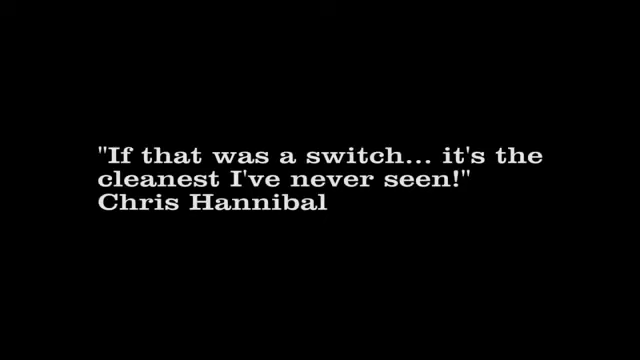 "If that was a switch... it's the
cleanest I've never seen!"
Chris Hannibal